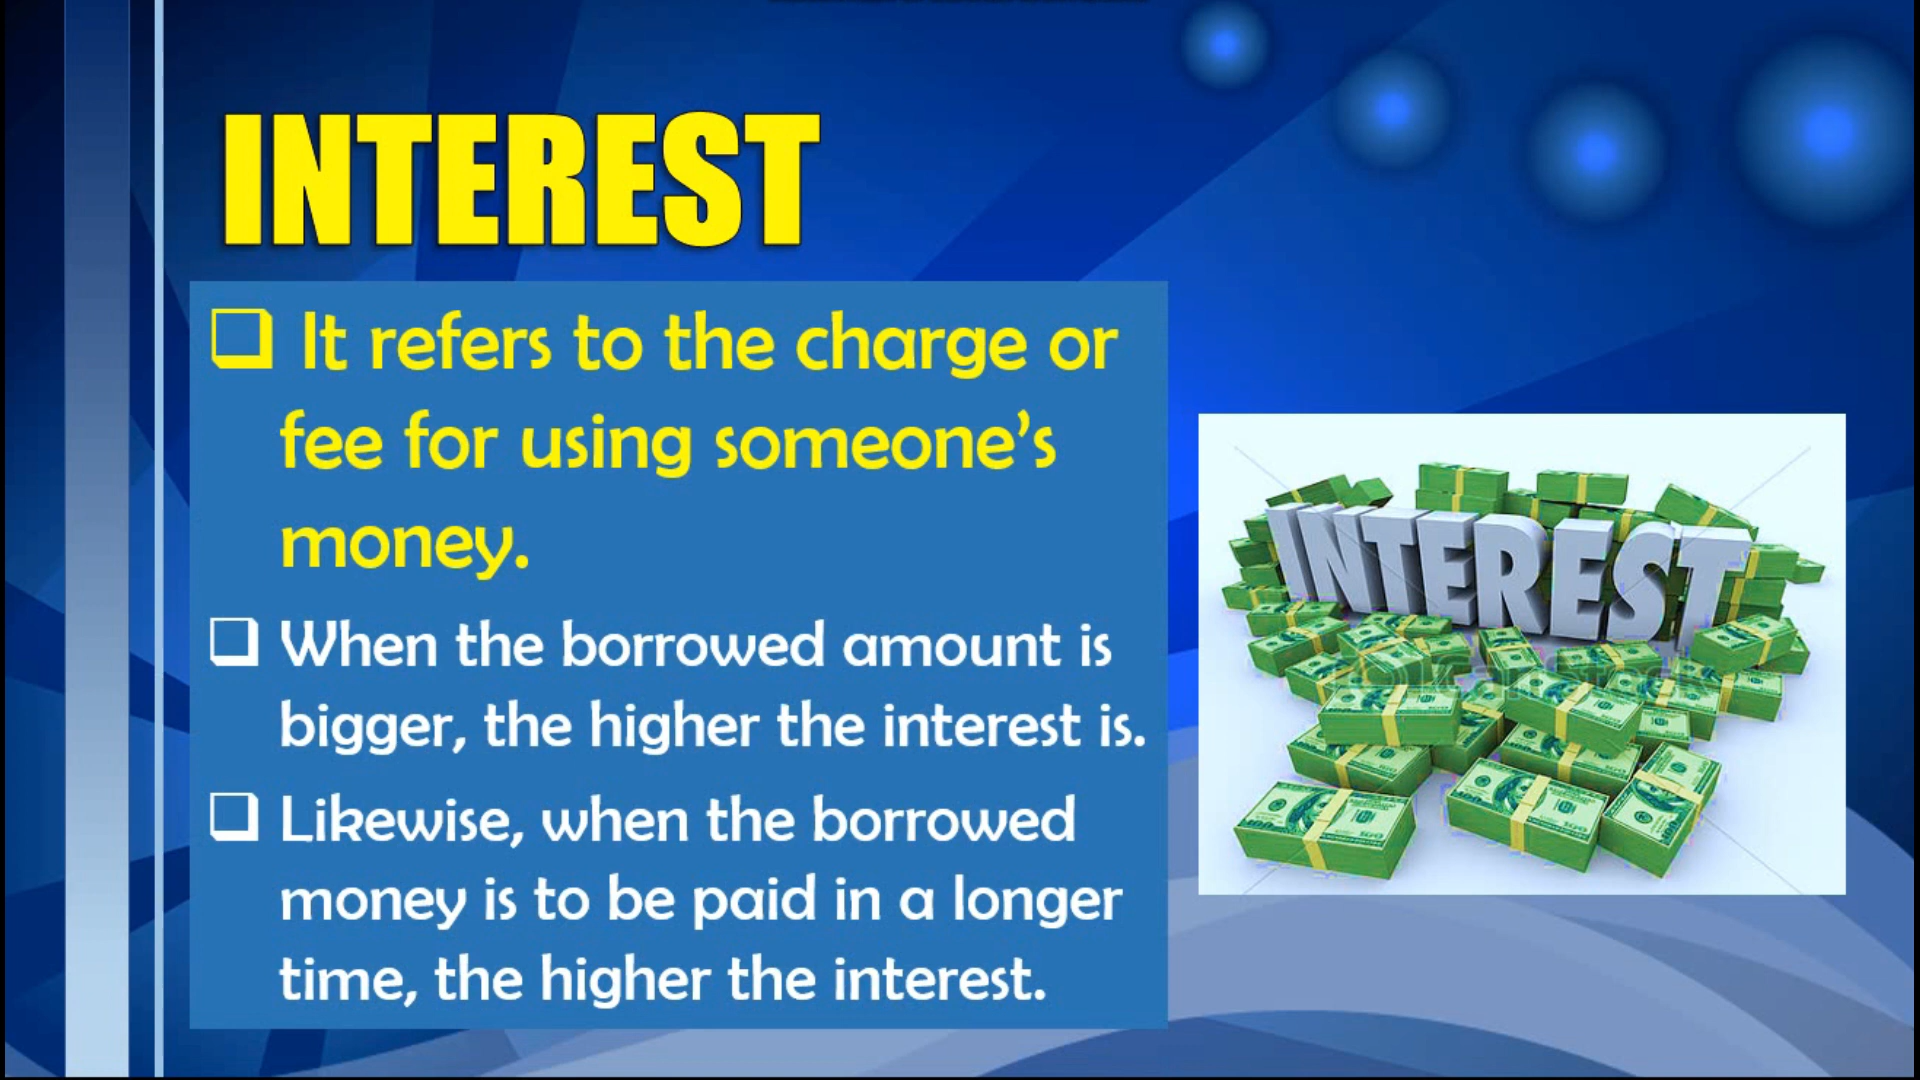 INTEREST
❑ It refers to the charge or
fee for using someone’s
money.
❑ When the borrowed amount is
bigger, the higher the interest is.
❑ Likewise, when the borrowed
money is to be paid in a longer
time, the higher the interest.
INTEREST
CanStock